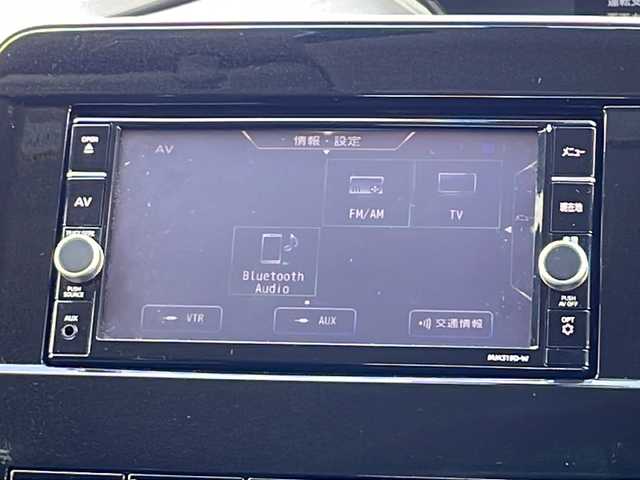 OPEN
AV
情報・設定
メニュー
AV
FM/AM
TV
現在地
Bluetooth
Audio
PUSH
SOURCE
PUSH
AV OFF
AUX
VTR
AUX
交通情報
OPT
MM319D-W